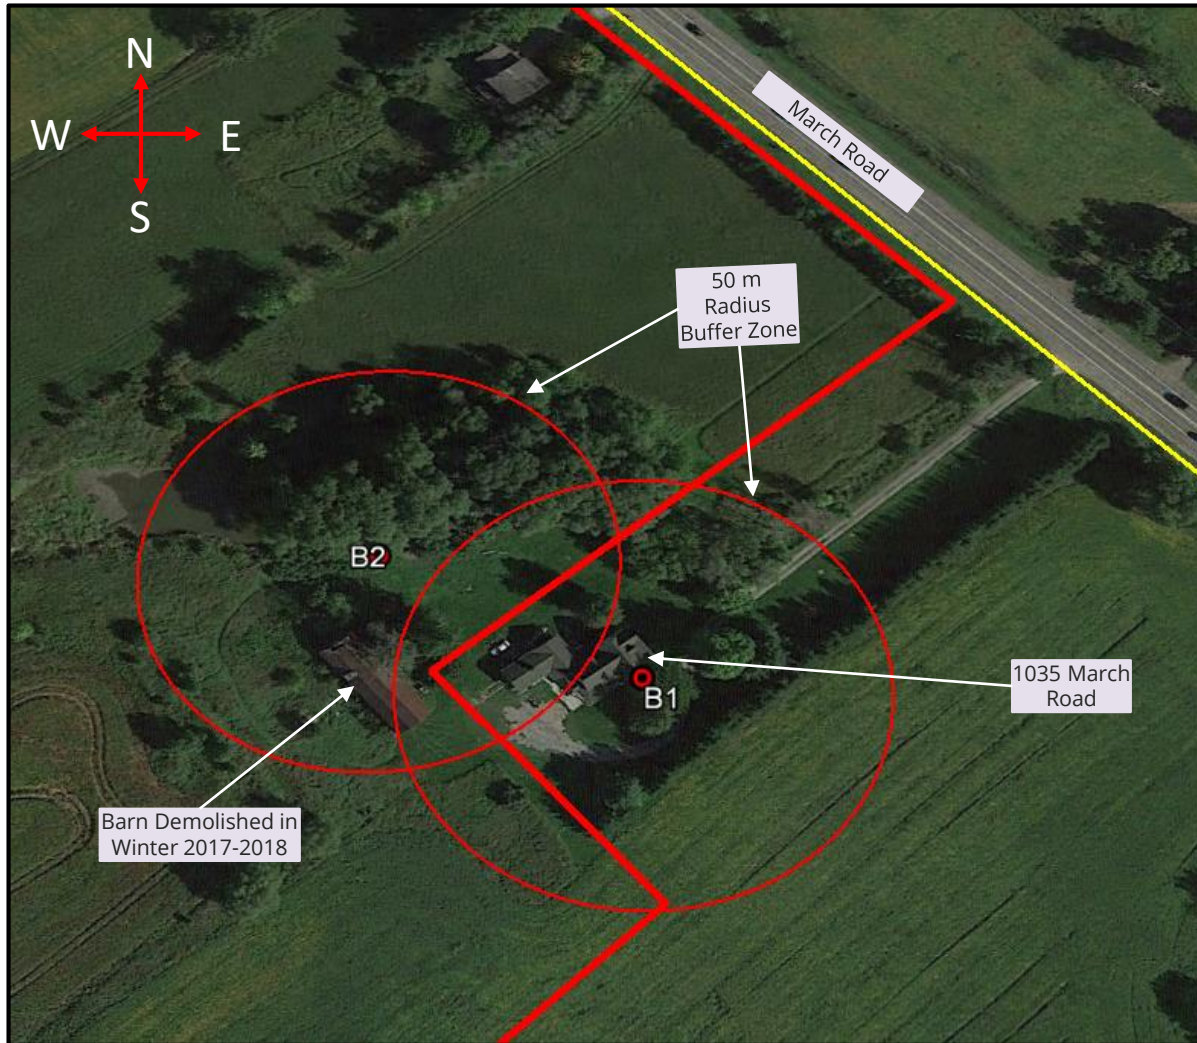 N
W E
S
March Road
50 m
Radius
Buffer Zone
B2
B1
1035 March
Road
Barn Demolished in
Winter 2017-2018